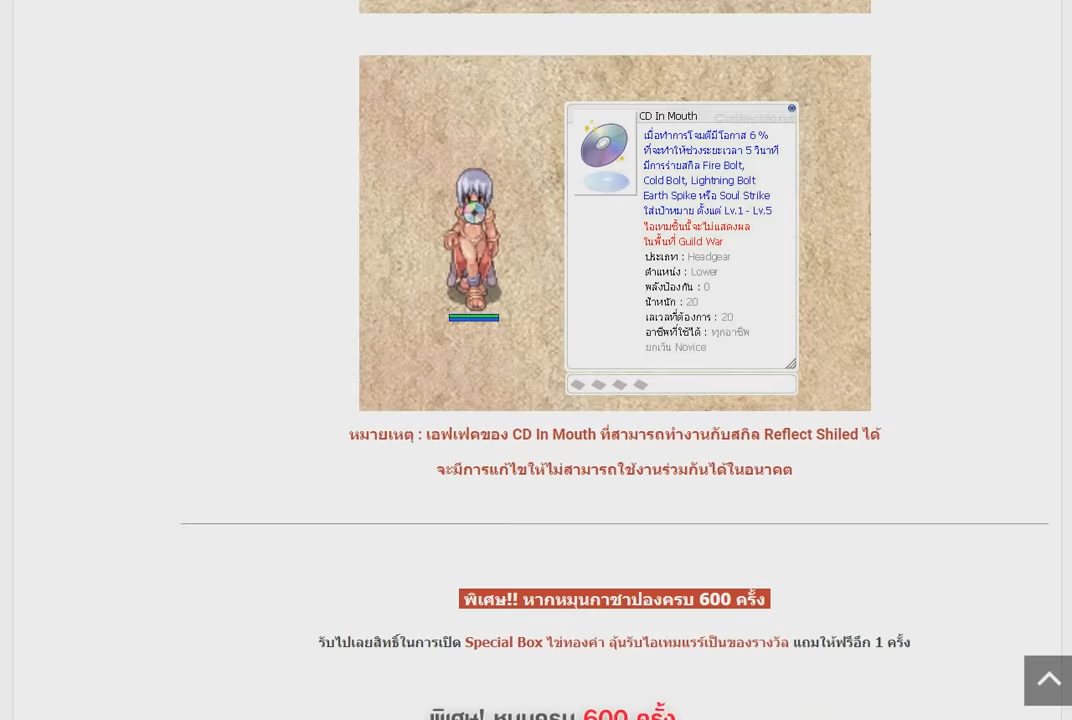 CD In Mouth
Collections
เมื่อทำการโจมตีมีโอกาส 6 %
ที่จะทำให้ช่วงระยะเวลา 5 วินาที
มีการร่ายสกิล Fire Bolt,
Cold Bolt, Lightning Bolt
Earth Spike หรือ Soul Strike
ใส่เป้าหมาย ตั้งแต่ Lv.1 - Lv.5
ไอเทมชิ้นนี้จะไม่แสดงผล
ในพื้นที่ Guild War
ประเภท : Headgear
ตำแหน่ง : Lower
พลังป้องกัน : 0
น้ำหนัก : 20
เลเวลที่ต้องการ : 20
อาชีพที่ใช้ได้ : ทุกอาชีพ
ยกเว้น Novice
หมายเหตุ : เอฟเฟคของ CD In Mouth ที่สามารถทำงานกับสกิล Reflect Shiled ได้
จะมีการแก้ไขให้ไม่สามารถใช้งานร่วมกันได้ในอนาคต
พิเศษ!! หากหมุนกาชาปองครบ 600 ครั้ง
รับไปเลยสิทธิ์ในการเปิด Special Box ไข่ทองคำ ลุ้นรับไอเทมแรร์เป็นของรางวัล แถมให้ฟรีอีก 1 ครั้ง
พิเศษ! หมุนครบ 600 ครั้ง